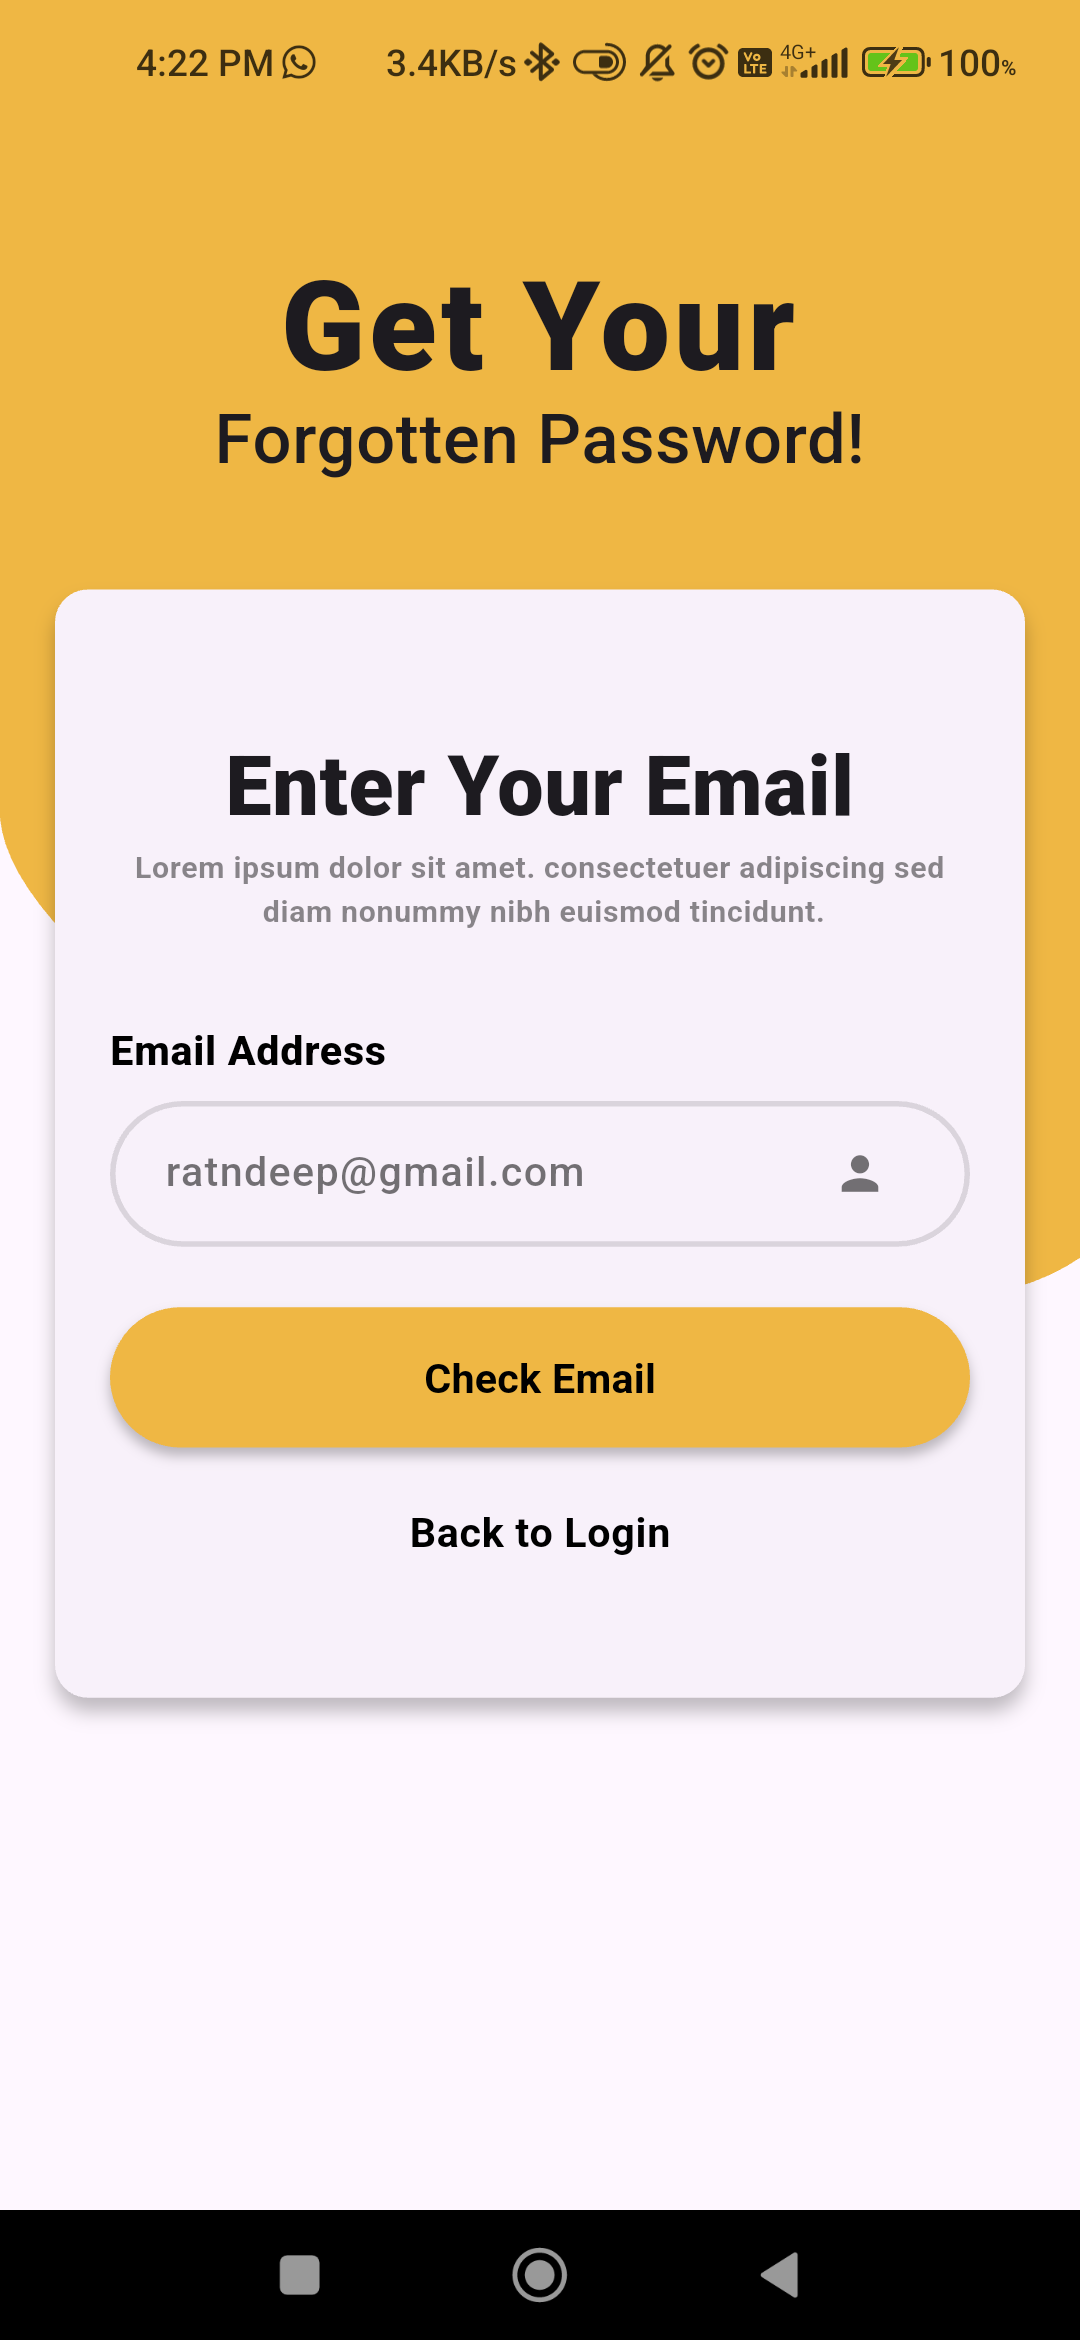 4:22 PM 3.4KB/s Vo LTE 4G+ 100%
Get Your
Forgotten Password!
Enter Your Email
Lorem ipsum dolor sit amet. consectetuer adipiscing sed
diam nonummy nibh euismod tincidunt.
Email Address
ratndeep@gmail.com
Check Email
Back to Login